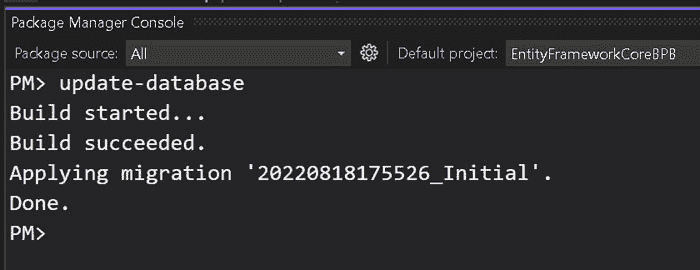 Package Manager Console
Package source: All Default project: EntityFrameworkCoreBPB
PM> update-database
Build started...
Build succeeded.
Applying migration '20220818175526_Initial'.
Done.
PM>